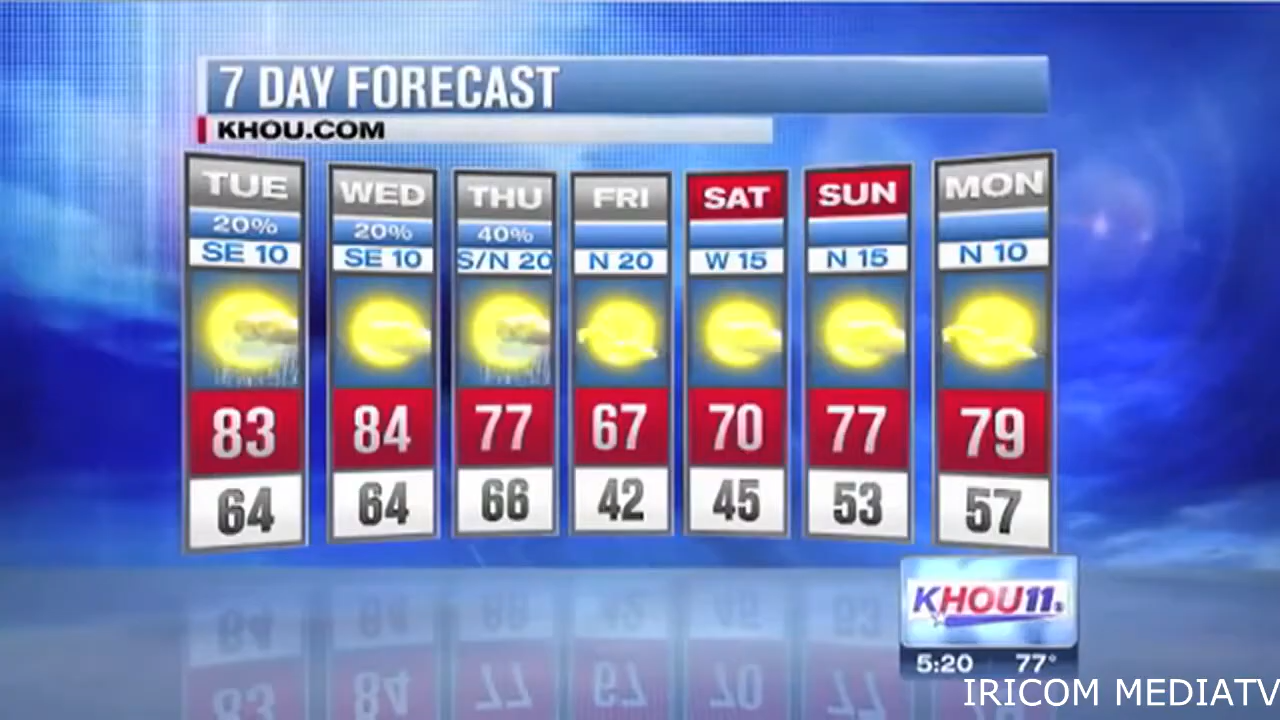 7 DAY FORECAST
KHOU.COM
TUE WED THU FRI SAT SUN MON
20% 20% 40%
SE 10 SE 10 S/N 20 N 20 W 15 N 15 N 10
83 84 77 67 70 77 79
64 64 66 42 45 53 57
KHOU11
5:20 77°
IRICOM MEDIATV